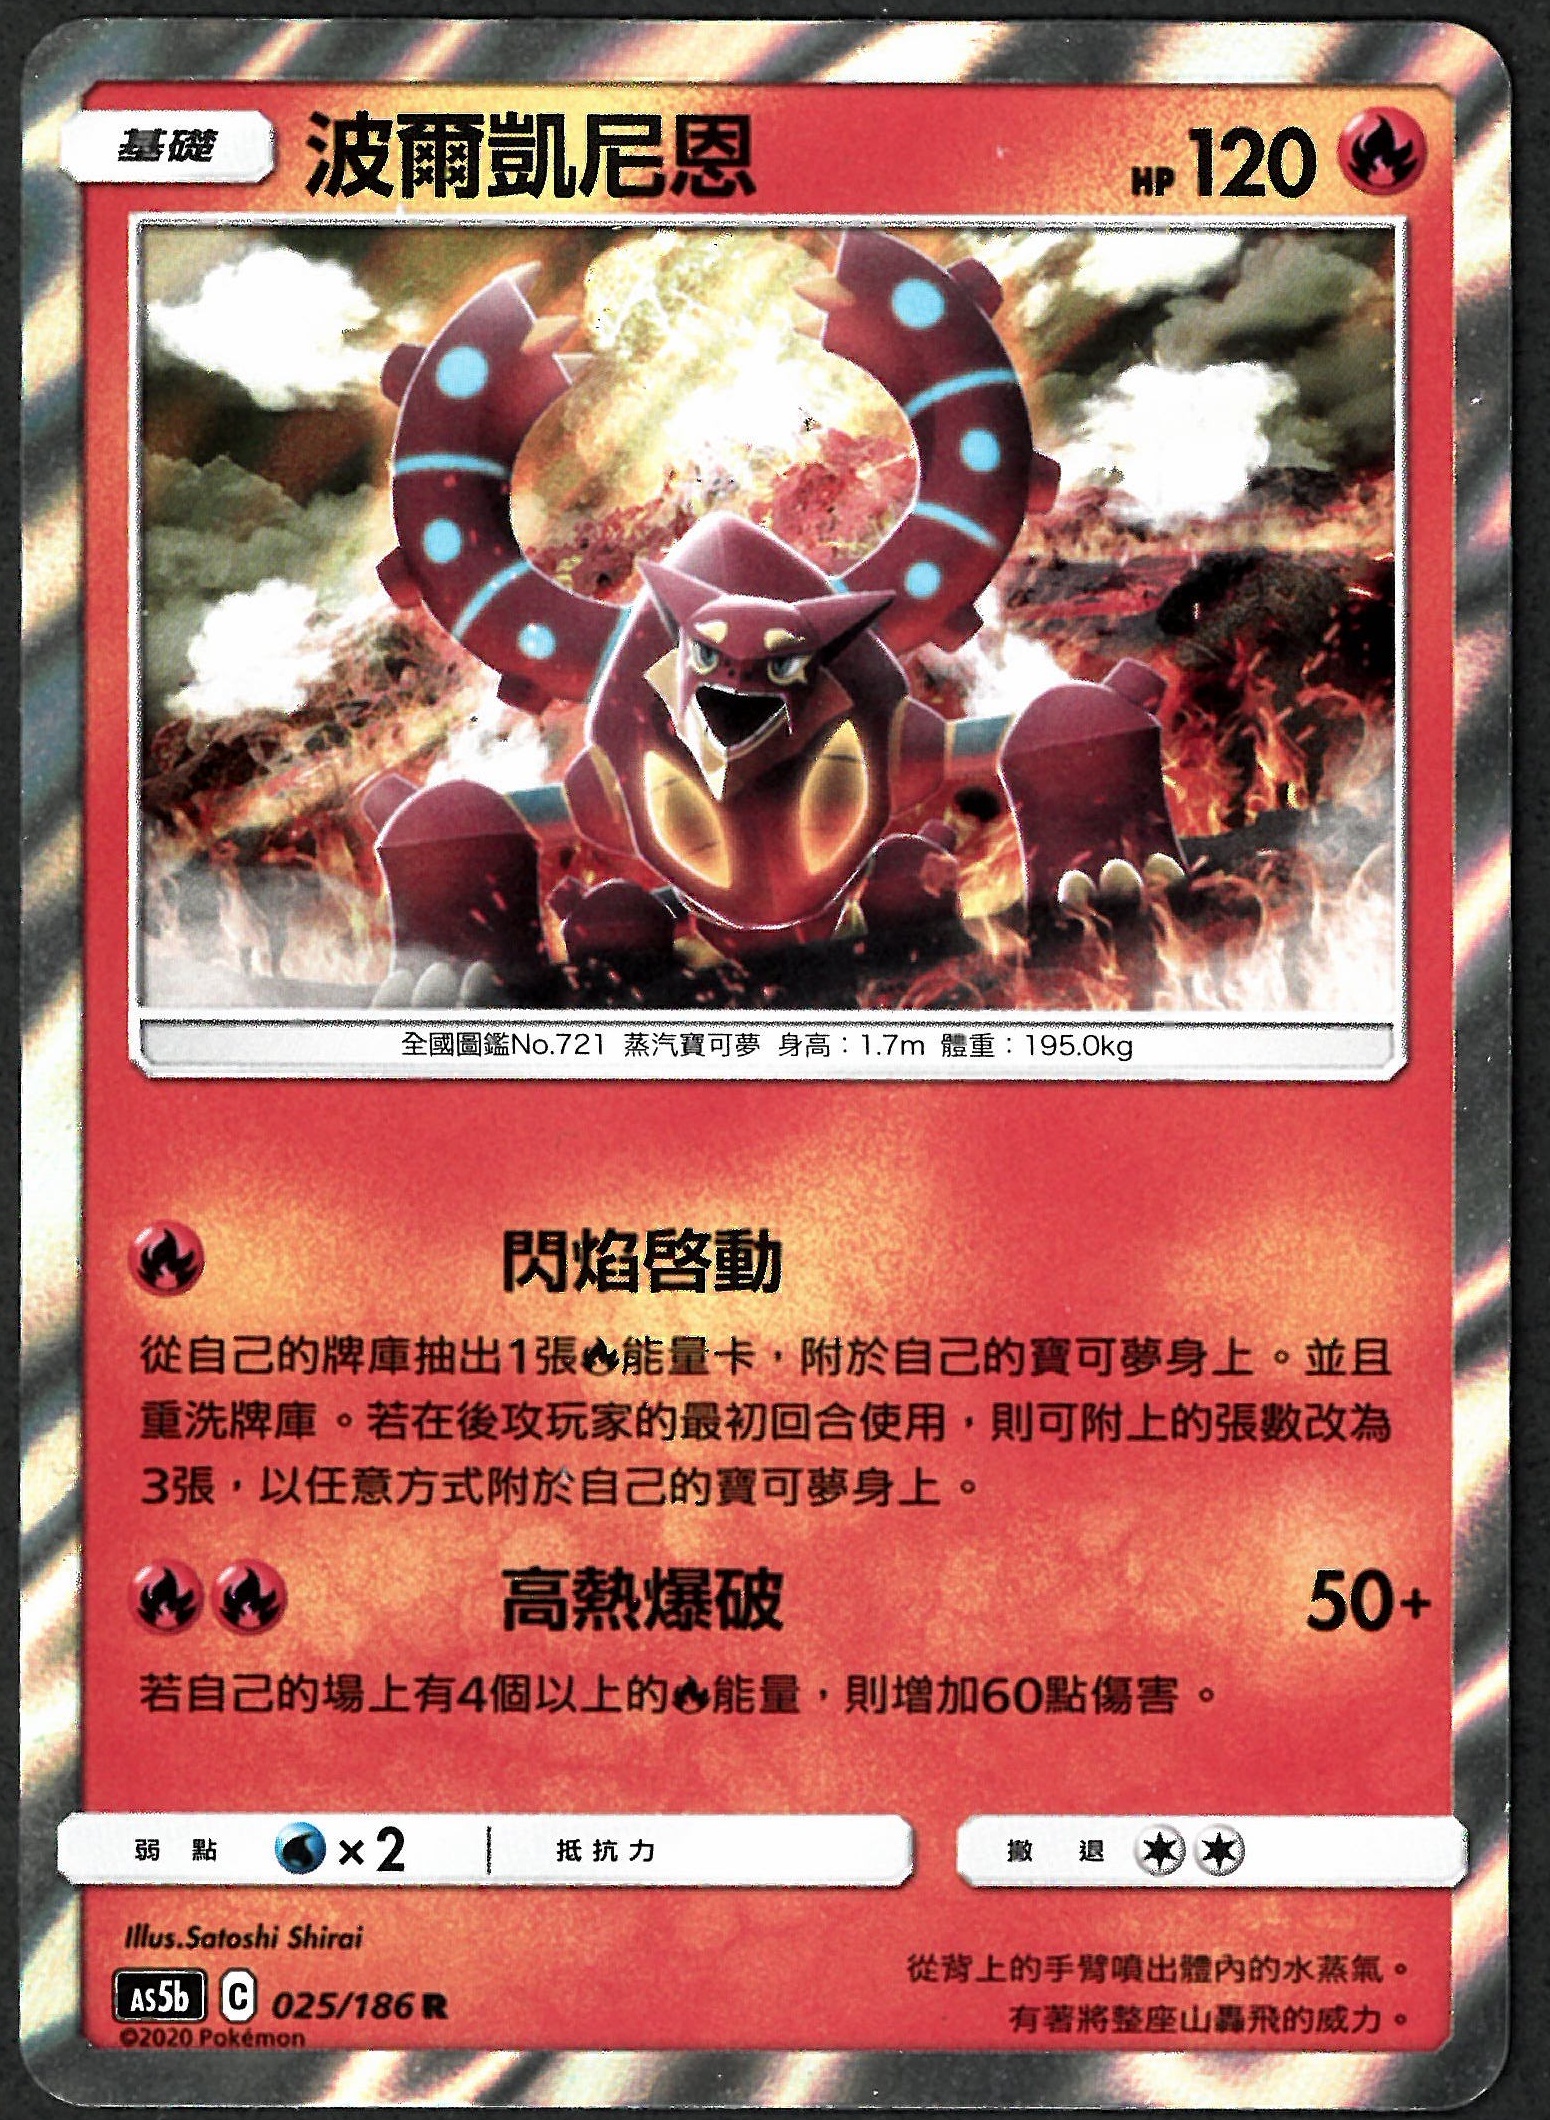 基礎 波爾凱尼恩 HP 120
全國圖鑑No.721 蒸汽寶可夢 身高：1.7m 體重：195.0kg
閃焰啓動
從自己的牌庫抽出1張能量卡，附於自己的寶可夢身上。並且
重洗牌庫。若在後攻玩家的最初回合使用，則可附上的張數改為
3張，以任意方式附於自己的寶可夢身上。
高熱爆破 50+
若自己的場上有4個以上的能量，則增加60點傷害。
弱點 ×2 抵抗力 撤退
Illus.Satoshi Shirai
從背上的手臂噴出體內的水蒸氣。
有著將整座山轟飛的威力。
AS5b C 025/186 R
©2020 Pokémon